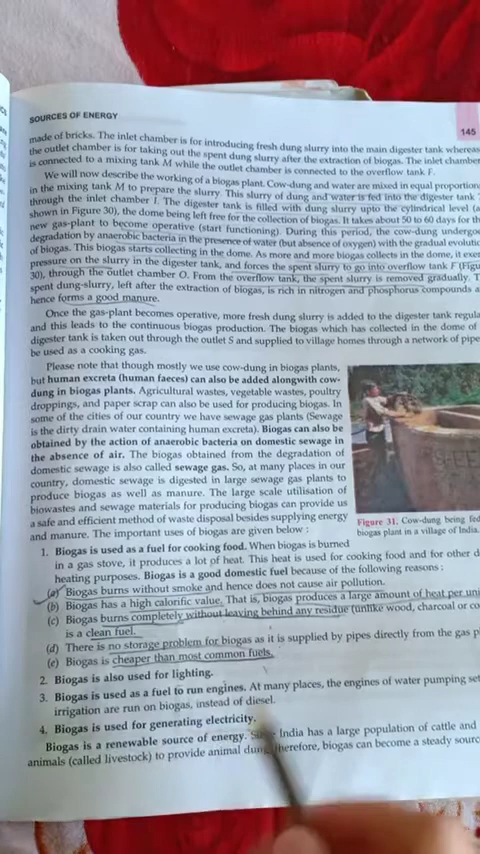 SOURCES OF ENERGY
145
made of bricks. The inlet chamber is for introducing fresh dung slurry into the main digester tank whereas
the outlet chamber is for taking out the spent dung slurry after the extraction of biogas. The inlet chamber
is connected to a mixing tank M while the outlet chamber is connected to the overflow tank F.
We will now describe the working of a biogas plant. Cow-dung and water are mixed in equal proportion
in the mixing tank M to prepare the slurry. This slurry of dung and water is fed into the digester tank
through the inlet chamber I. The digester tank is filled with dung slurry upto the cylindrical level (a
shown in Figure 30), the dome being left free for the collection of biogas. It takes about 50 to 60 days for th
new gas-plant to become operative (start functioning). During this period, the cow-dung undergoe
degradation by anaerobic bacteria in the presence of water (but absence of oxygen) with the gradual evolutio
of biogas. This biogas starts collecting in the dome. As more and more biogas collects in the dome, it exer
pressure on the slurry in the digester tank, and forces the spent slurry to go into overflow tank F (Figu
30), through the outlet chamber O. From the overflow tank, the spent slurry is removed gradually. T
spent dung-slurry, left after the extraction of biogas, is rich in nitrogen and phosphorus compounds a
hence forms a good manure.
Once the gas-plant becomes operative, more fresh dung slurry is added to the digester tank regula
and this leads to the continuous biogas production. The biogas which has collected in the dome of
digester tank is taken out through the outlet S and supplied to village homes through a network of pipe
be used as a cooking gas.
Please note that though mostly we use cow-dung in biogas plants,
but human excreta (human faeces) can also be added alongwith cow-
dung in biogas plants. Agricultural wastes, vegetable wastes, poultry
droppings, and paper scrap can also be used for producing biogas. In
some of the cities of our country we have sewage gas plants (Sewage
is the dirty drain water containing human excreta). Biogas can also be
obtained by the action of anaerobic bacteria on domestic sewage in
the absence of air. The biogas obtained from the degradation of
domestic sewage is also called sewage gas. So, at many places in our
country, domestic sewage is digested in large sewage gas plants to
produce biogas as well as manure. The large scale utilisation of
biowastes and sewage materials for producing biogas can provide us
a safe and efficient method of waste disposal besides supplying energy
and manure. The important uses of biogas are given below :
Figure 31. Cow-dung being fed
biogas plant in a village of India.
1. Biogas is used as a fuel for cooking food. When biogas is burned
in a gas stove, it produces a lot of heat. This heat is used for cooking food and for other d
heating purposes. Biogas is a good domestic fuel because of the following reasons :
(a) Biogas burns without smoke and hence does not cause air pollution.
(b) Biogas has a high calorific value. That is, biogas produces a large amount of heat per uni
(c) Biogas burns completely without leaving behind any residue (unlike wood, charcoal or co
is a clean fuel.
(d) There is no storage problem for biogas as it is supplied by pipes directly from the gas p
(e) Biogas is cheaper than most common fuels.
2. Biogas is also used for lighting.
3. Biogas is used as a fuel to run engines. At many places, the engines of water pumping set
irrigation are run on biogas, instead of diesel.
4. Biogas is used for generating electricity.
Biogas is a renewable source of energy. India has a large population of cattle and
animals (called livestock) to provide animal dung, therefore, biogas can become a steady sourc